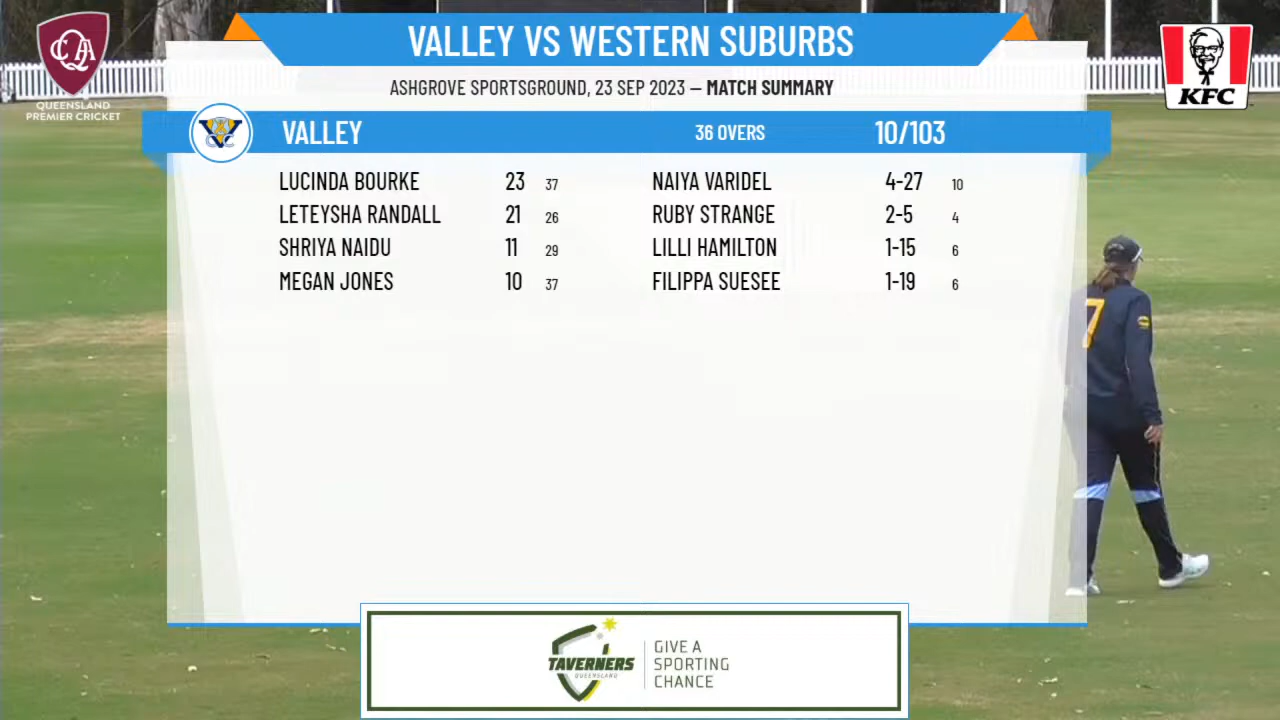 VALLEY VS WESTERN SUBURBS
ASHGROVE SPORTSGROUND, 23 SEP 2023 – MATCH SUMMARY
QCA
QUEENSLAND
PREMIER CRICKET
KFC
VALLEY 36 OVERS 10/103
LUCINDA BOURKE 23 37 NAIYA VARIDEL 4-27 10
LETEYSHA RANDALL 21 26 RUBY STRANGE 2-5 4
SHRIYA NAIDU 11 29 LILLI HAMILTON 1-15 6
MEGAN JONES 10 37 FILIPPA SUESEE 1-19 6
7
TAVERNERS
QUEENSLAND
GIVE A
SPORTING
CHANCE